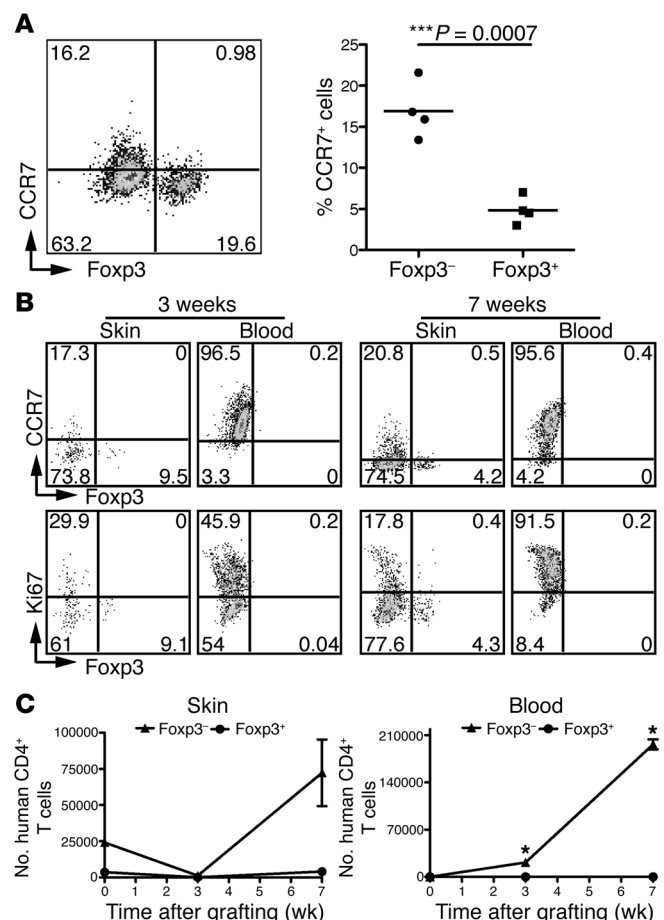 A
16.2 0.98
63.2 19.6
CCR7
Foxp3
***P = 0.0007
% CCR7⁺ cells
25
20
15
10
5
0
Foxp3⁻ Foxp3⁺
B
3 weeks 7 weeks
Skin Blood Skin Blood
17.3 0 96.5 0.2 20.8 0.5 95.6 0.4
CCR7
73.8 9.5 3.3 0 74.5 4.2 4.2 0
Foxp3
29.9 0 45.9 0.2 17.8 0.4 91.5 0.2
Ki67
61 9.1 54 0.04 77.6 4.3 8.4 0
Foxp3
C
Skin
Foxp3⁻ Foxp3⁺
No. human CD4⁺
T cells
100000
75000
50000
25000
0
0 1 2 3 4 5 6 7
Time after grafting (wk)
Blood
Foxp3⁻ Foxp3⁺
No. human CD4⁺
T cells
210000
140000
70000
0
* *
0 1 2 3 4 5 6 7
Time after grafting (wk)